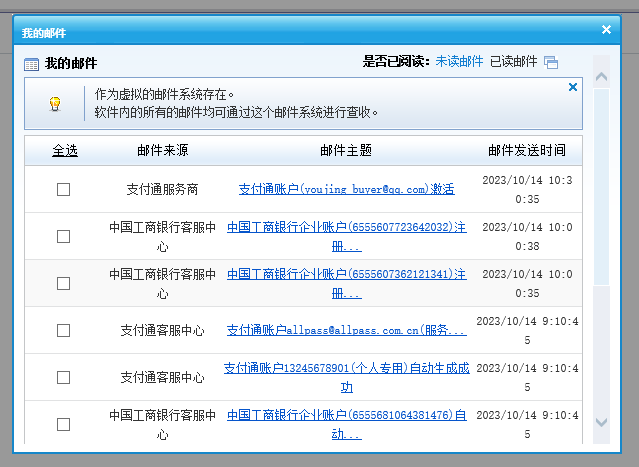 我的邮件
我的邮件 是否已阅读: 未读邮件 已读邮件
作为虚拟的邮件系统存在。
软件内的所有的邮件均可通过这个邮件系统进行查收。
全选 邮件来源 邮件主题 邮件发送时间
支付通服务商 支付通账户(youjing_buyer@qq.com)激活 2023/10/14 10:3
0:35
中国工商银行客服中 中国工商银行企业账户(6555607723642032)注 2023/10/14 10:0
心 册... 0:38
中国工商银行客服中 中国工商银行企业账户(6555607362121341)注 2023/10/14 10:0
心 册... 0:35
支付通客服中心 支付通账户allpass@allpass.com.cn(服务... 2023/10/14 9:10:4
5
支付通客服中心 支付通账户13245678901(个人专用)自动生成成 2023/10/14 9:10:4
功 5
中国工商银行客服中 中国工商银行企业账户(6555681064381476)自 2023/10/14 9:10:4
心 动... 5